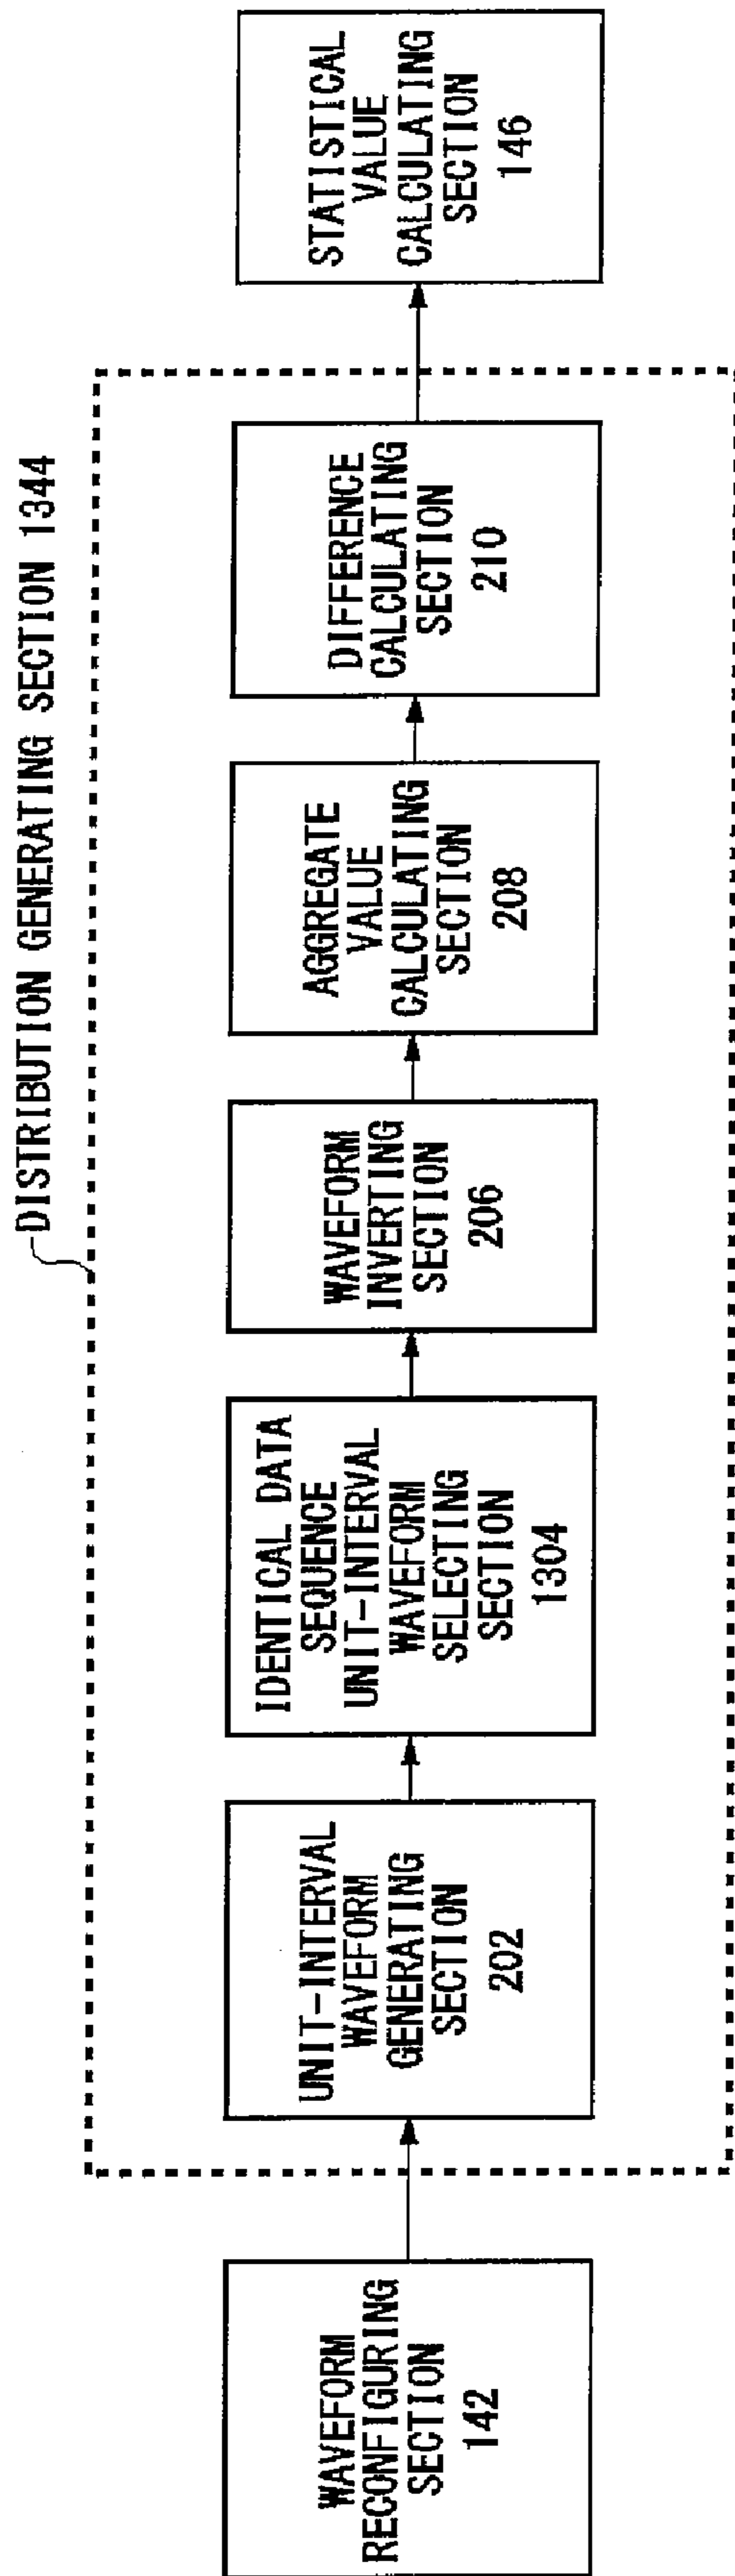 DISTRIBUTION GENERATING SECTION 1344
WAVEFORM
RECONFIGURING
SECTION
142
UNIT-INTERVAL
WAVEFORM
GENERATING
SECTION
202
IDENTICAL DATA
SEQUENCE
UNIT-INTERVAL
WAVEFORM
SELECTING
SECTION
1304
WAVEFORM
INVERTING
SECTION
206
AGGREGATE
VALUE
CALCULATING
SECTION
208
DIFFERENCE
CALCULATING
SECTION
210
STATISTICAL
VALUE
CALCULATING
SECTION
146